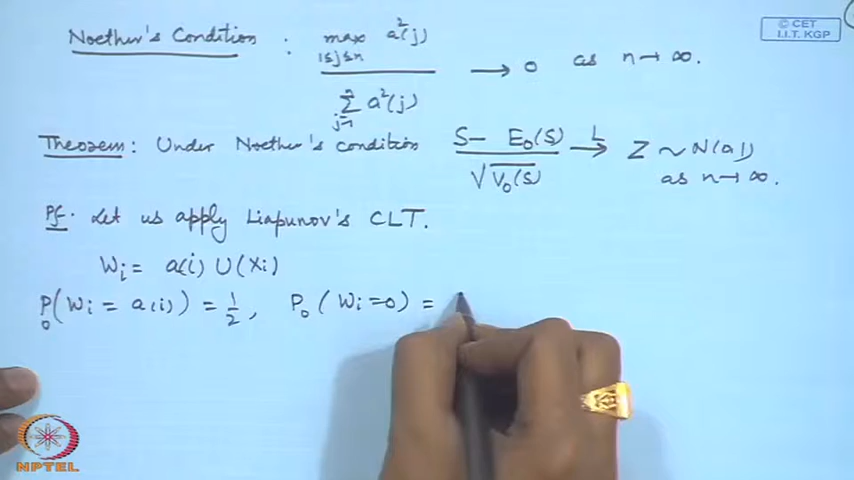 © CET
I.I.T. KGP
Noether's Condition : max 1≤j≤n a²(j) / Σ j=1 n a²(j) → 0 as n→∞.
Theorem: Under Noether's condition S- E₀(S) / √V₀(S) →L Z ~ N(0,1) as n→∞.
Pf. Let us apply Liapunov's CLT.
Wi = a(i) U(Xi)
P₀(Wi = a(i)) = 1/2, P₀(Wi=0) =
NPTEL